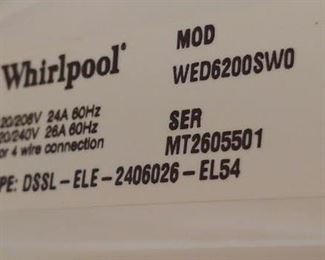 Whirlpool
MOD
WED6200SW0
20/208V 24A 60Hz
20/240V 26A 60Hz
or 4 wire connection
SER
MT2605501
PE: DSSL-ELE-2406026-EL54